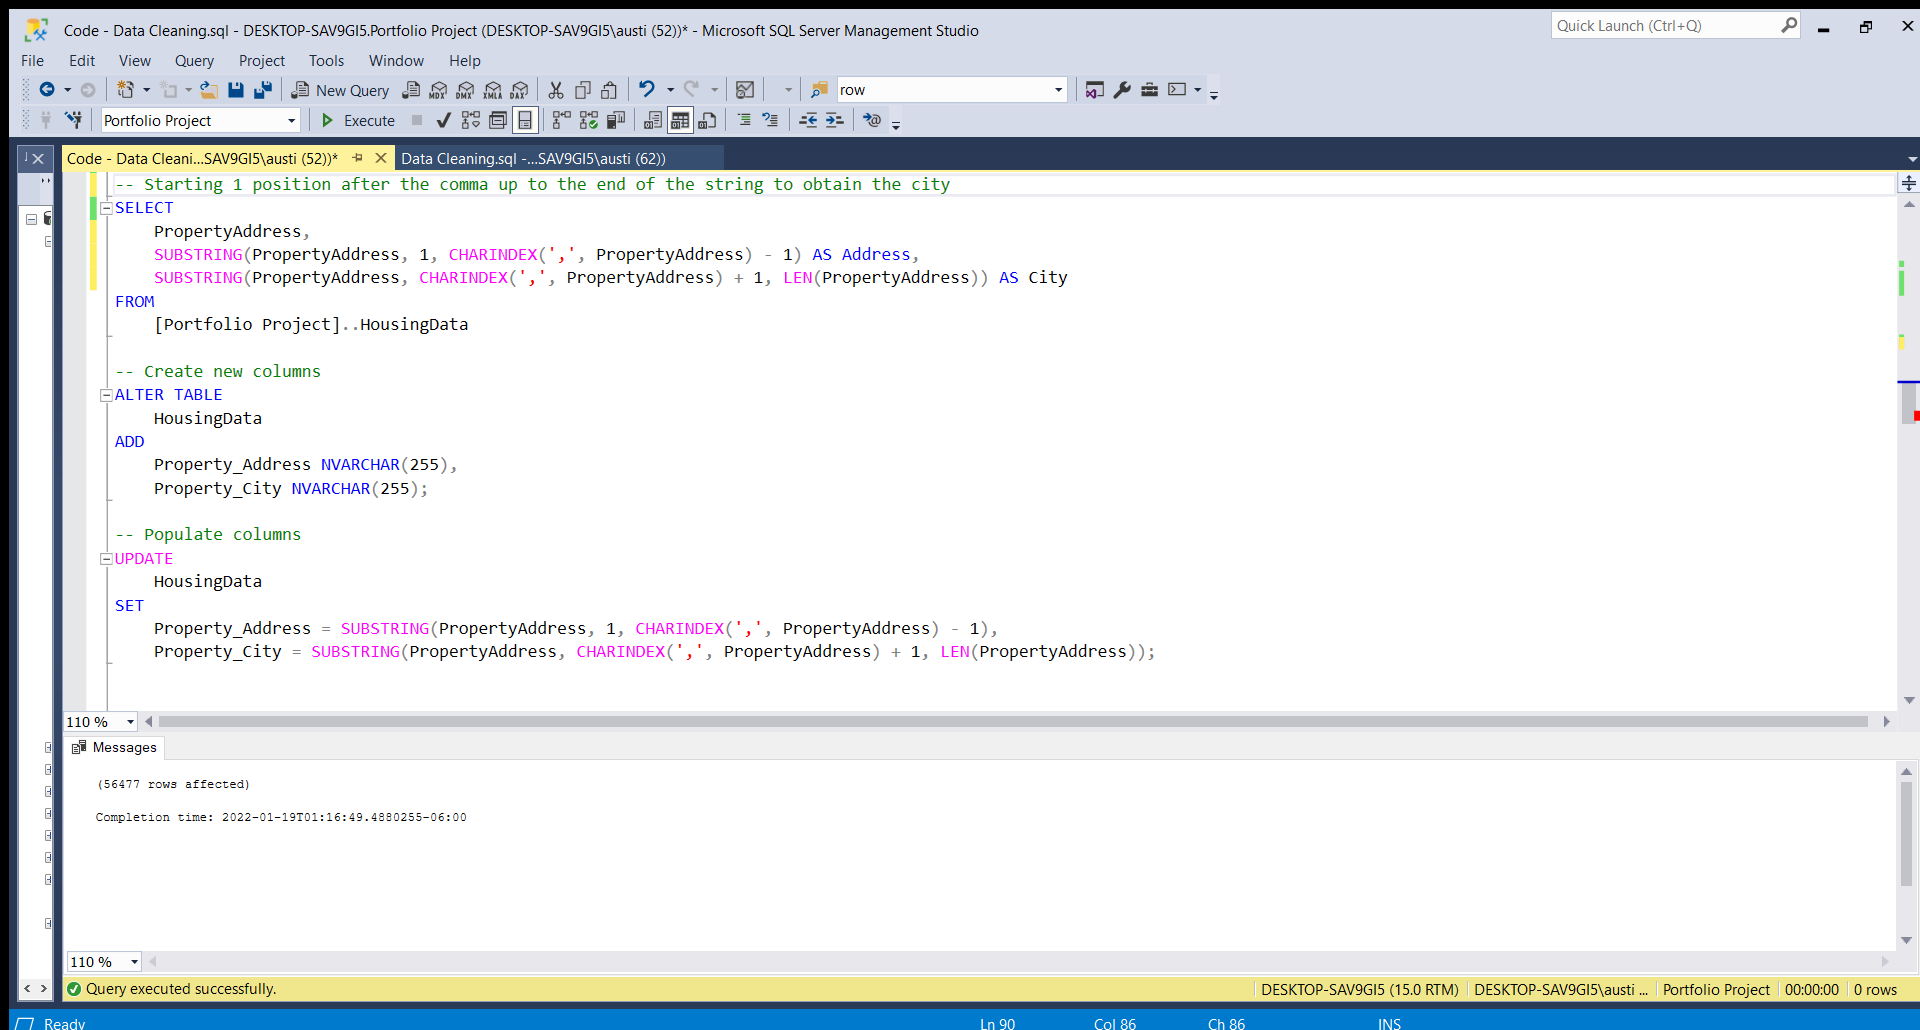 Code - Data Cleaning.sql - DESKTOP-SAV9GI5.Portfolio Project (DESKTOP-SAV9GI5\austi (52))* - Microsoft SQL Server Management Studio
Quick Launch (Ctrl+Q)
File Edit View Query Project Tools Window Help
New Query MDX DMX XMLA DAX row
Portfolio Project Execute
Code - Data Cleani...SAV9GI5\austi (52))* Data Cleaning.sql -...SAV9GI5\austi (62))
-- Starting 1 position after the comma up to the end of the string to obtain the city
SELECT
PropertyAddress,
SUBSTRING(PropertyAddress, 1, CHARINDEX(',', PropertyAddress) - 1) AS Address,
SUBSTRING(PropertyAddress, CHARINDEX(',', PropertyAddress) + 1, LEN(PropertyAddress)) AS City
FROM
[Portfolio Project]..HousingData
-- Create new columns
ALTER TABLE
HousingData
ADD
Property_Address NVARCHAR(255),
Property_City NVARCHAR(255);
-- Populate columns
UPDATE
HousingData
SET
Property_Address = SUBSTRING(PropertyAddress, 1, CHARINDEX(',', PropertyAddress) - 1),
Property_City = SUBSTRING(PropertyAddress, CHARINDEX(',', PropertyAddress) + 1, LEN(PropertyAddress));
110 %
Messages
(56477 rows affected)
Completion time: 2022-01-19T01:16:49.4880255-06:00
110 %
Query executed successfully. DESKTOP-SAV9GI5 (15.0 RTM) DESKTOP-SAV9GI5\austi ... Portfolio Project 00:00:00 0 rows
Ready Ln 90 Col 86 Ch 86 INS